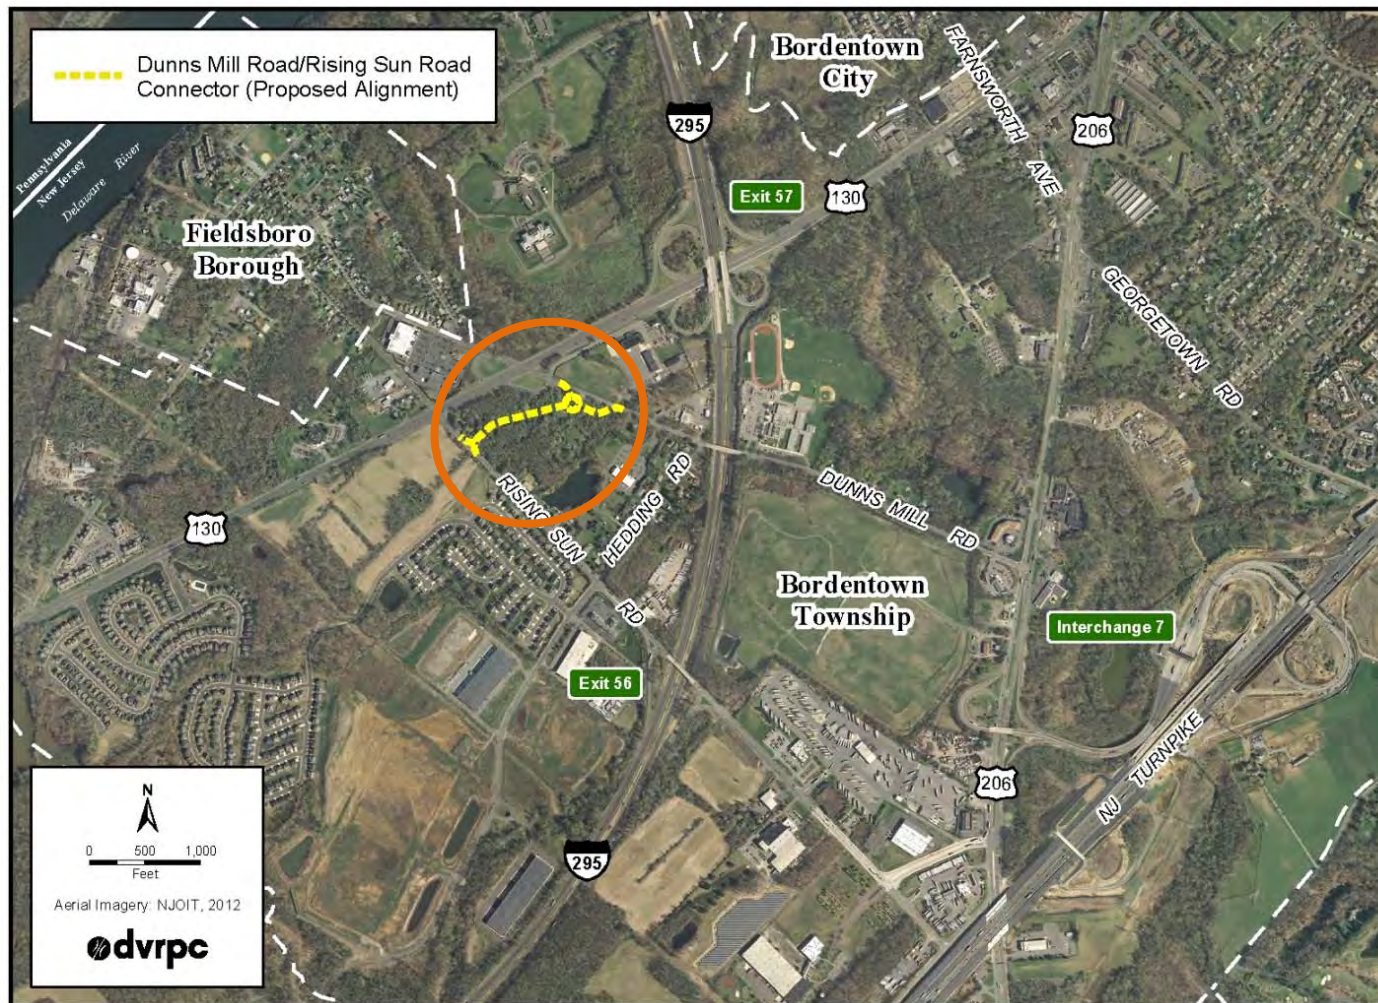 Dunns Mill Road/Rising Sun Road
Connector (Proposed Alignment)
Bordentown
City
FARNSWORTH AVE
206
295
Exit 57
130
Pennsylvania
New Jersey
Delaware River
Fieldsboro
Borough
GEORGETOWN RD
130
RISING SUN RD
HEDDING RD
DUNNS MILL RD
Bordentown
Township
Interchange 7
Exit 56
NJ TURNPIKE
206
295
N
0 500 1,000
Feet
Aerial Imagery: NJOIT, 2012
dvrpc